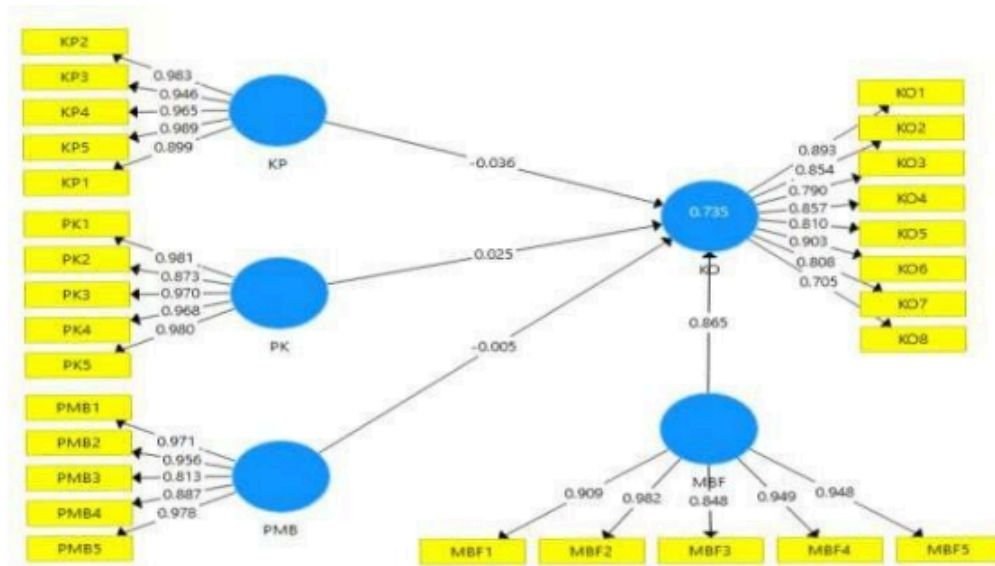 KP2
KP3
KP4
KP5
KP1
0.983
0.946
0.965
0.989
0.899
KP
-0.036
PK1
PK2
PK3
PK4
PK5
0.981
0.873
0.970
0.968
0.980
PK
0.025
PMB1
PMB2
PMB3
PMB4
PMB5
0.971
0.956
0.813
0.887
0.978
PMB
-0.005
0.735
KO
0.893
0.854
0.790
0.857
0.810
0.903
0.808
0.705
KO1
KO2
KO3
KO4
KO5
KO6
KO7
KO8
0.865
MBF
0.909
0.982
0.848
0.949
0.948
MBF1
MBF2
MBF3
MBF4
MBF5